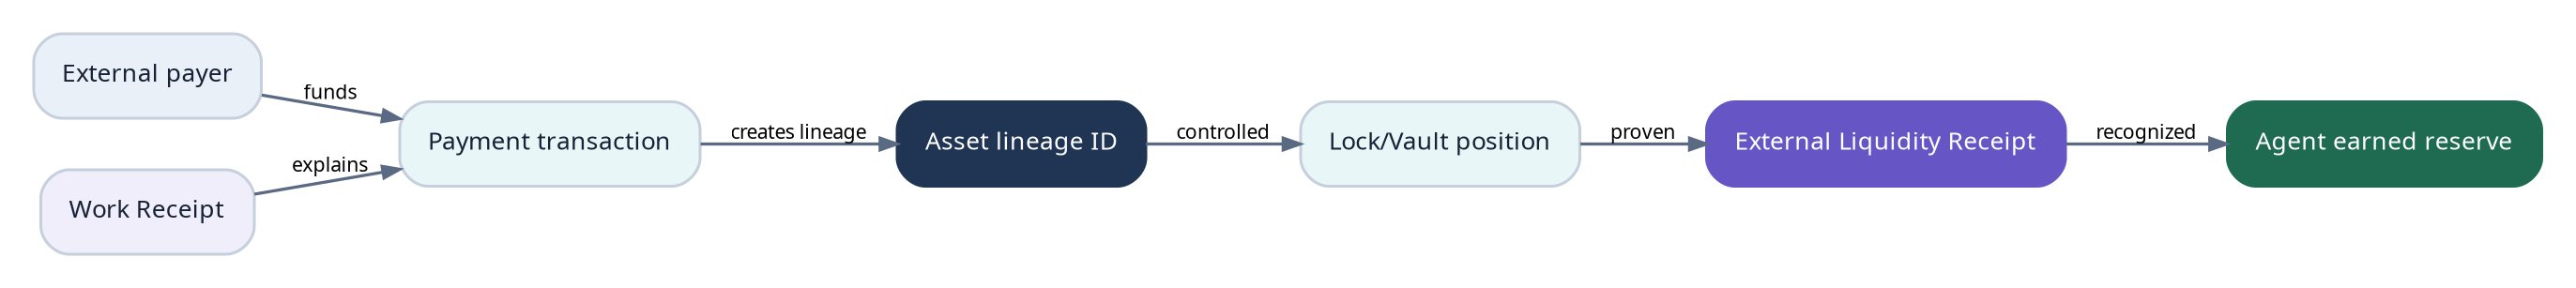 External payer
funds
Work Receipt
explains
Payment transaction
creates lineage
Asset lineage ID
controlled
Lock/Vault position
proven
External Liquidity Receipt
recognized
Agent earned reserve